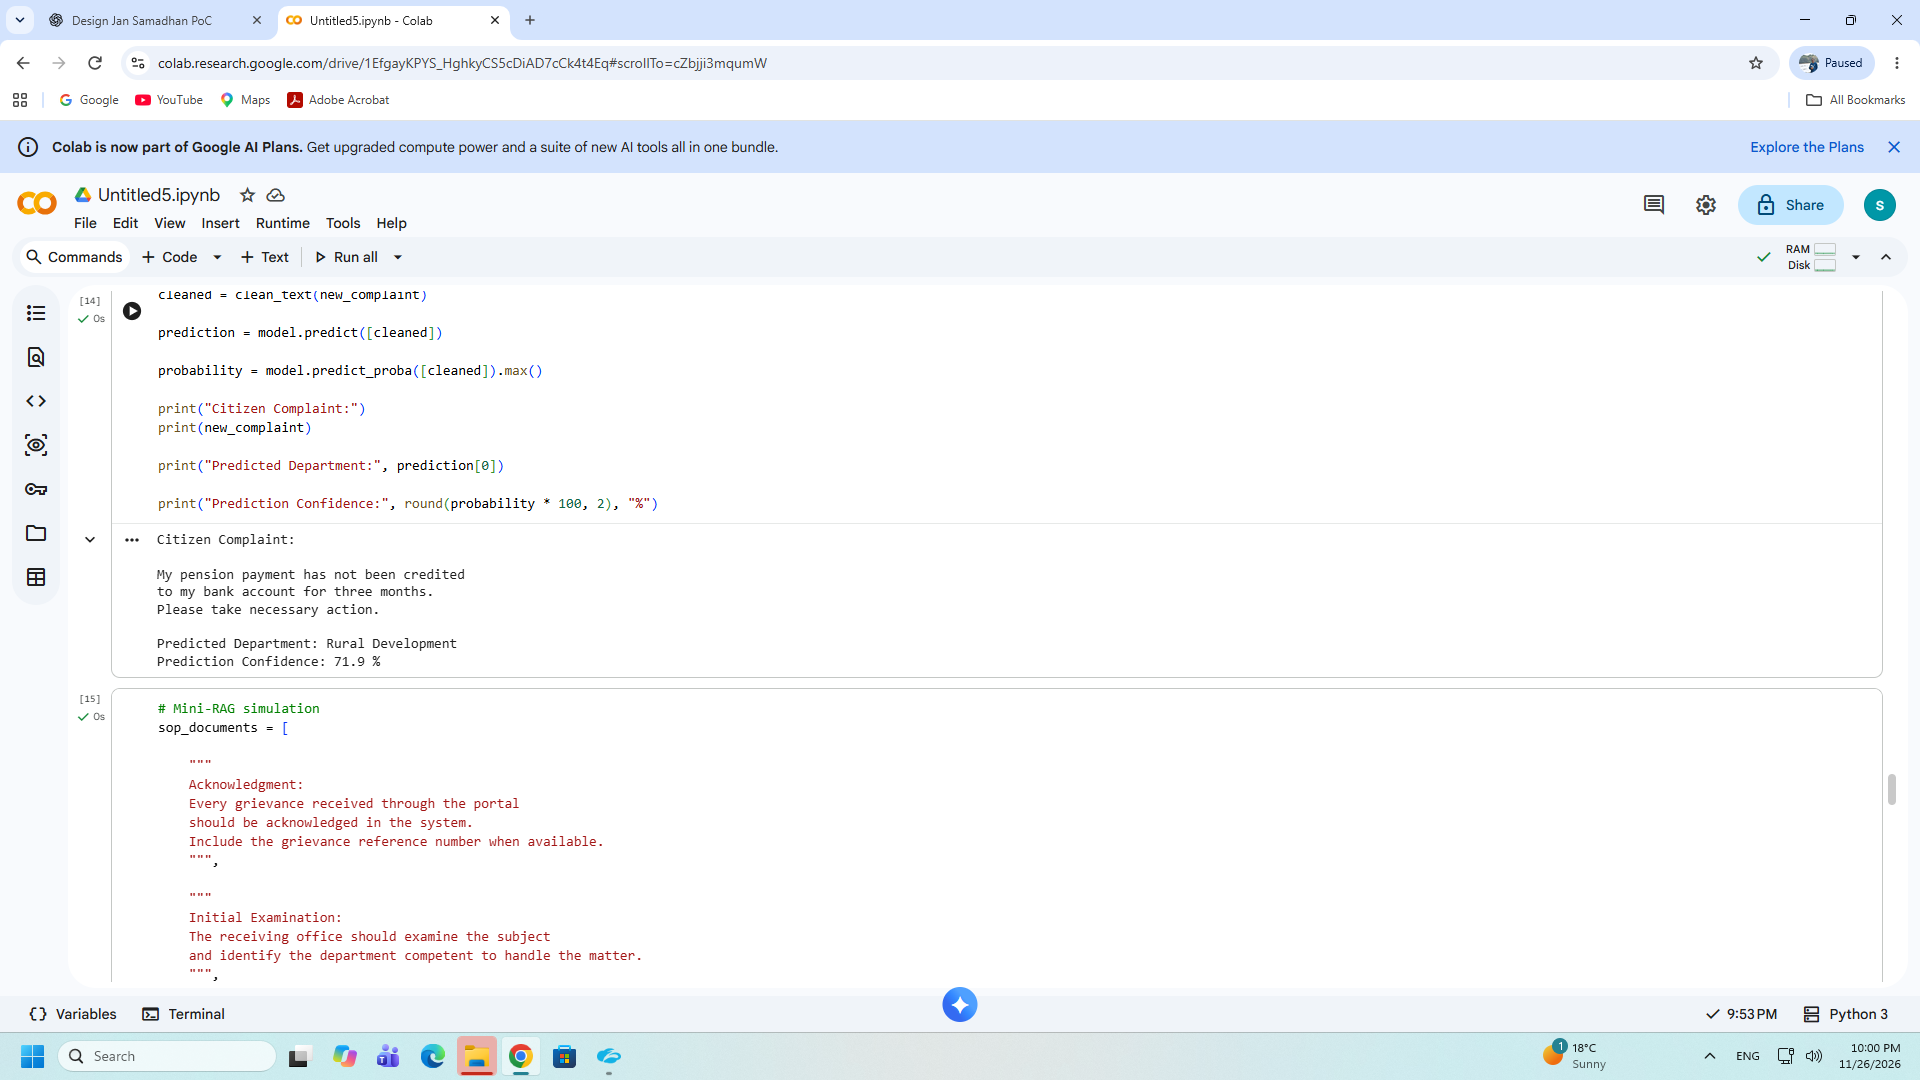 Design Jan Samadhan PoC
Untitled5.ipynb - Colab
colab.research.google.com/drive/1EfgayKPYS_HghkyCS5cDiAD7cCk4t4Eq#scrollTo=cZbjji3mqumW
Paused
Google
YouTube
Maps
Adobe Acrobat
All Bookmarks
Colab is now part of Google AI Plans. Get upgraded compute power and a suite of new AI tools all in one bundle.
Explore the Plans
Untitled5.ipynb
File Edit View Insert Runtime Tools Help
Share
S
Commands + Code + Text Run all
RAM
Disk
[14]
0s
cleaned = clean_text(new_complaint)
prediction = model.predict([cleaned])
probability = model.predict_proba([cleaned]).max()
print("Citizen Complaint:")
print(new_complaint)
print("Predicted Department:", prediction[0])
print("Prediction Confidence:", round(probability * 100, 2), "%")
Citizen Complaint:
My pension payment has not been credited
to my bank account for three months.
Please take necessary action.
Predicted Department: Rural Development
Prediction Confidence: 71.9 %
[15]
0s
# Mini-RAG simulation
sop_documents = [
"""
Acknowledgment:
Every grievance received through the portal
should be acknowledged in the system.
Include the grievance reference number when available.
""",
"""
Initial Examination:
The receiving office should examine the subject
and identify the department competent to handle the matter.
""",
Variables
Terminal
9:53 PM
Python 3
Search
1
18°C
Sunny
ENG
10:00 PM
11/26/2026